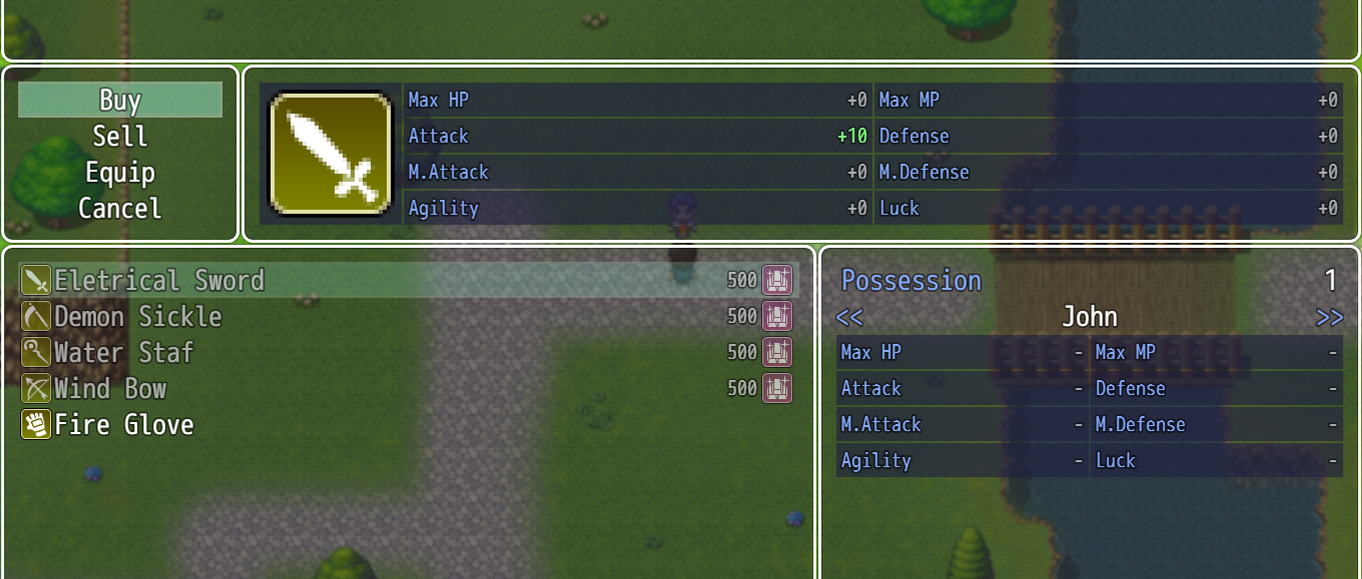 Buy
Sell
Equip
Cancel
Max HP +0 Max MP +0
Attack +10 Defense +0
M.Attack +0 M.Defense +0
Agility +0 Luck +0
Eletrical Sword 500
Demon Sickle 500
Water Staf 500
Wind Bow 500
Fire Glove
Possession 1
<< John >>
Max HP - Max MP -
Attack - Defense -
M.Attack - M.Defense -
Agility - Luck -